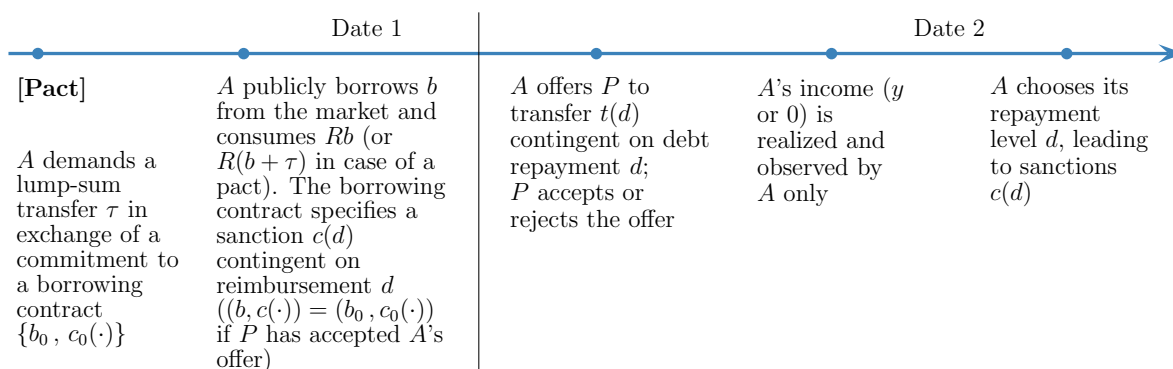 Date 1
Date 2
[Pact]
A demands a
lump-sum
transfer τ in
exchange of a
commitment to
a borrowing
contract
{b₀ , c₀(·)}
A publicly borrows b
from the market and
consumes Rb (or
R(b + τ) in case of a
pact). The borrowing
contract specifies a
sanction c(d)
contingent on
reimbursement d
((b, c(·)) = (b₀ , c₀(·))
if P has accepted A's
offer)
A offers P to
transfer t(d)
contingent on debt
repayment d;
P accepts or
rejects the offer
A's income (y
or 0) is
realized and
observed by
A only
A chooses its
repayment
level d, leading
to sanctions
c(d)